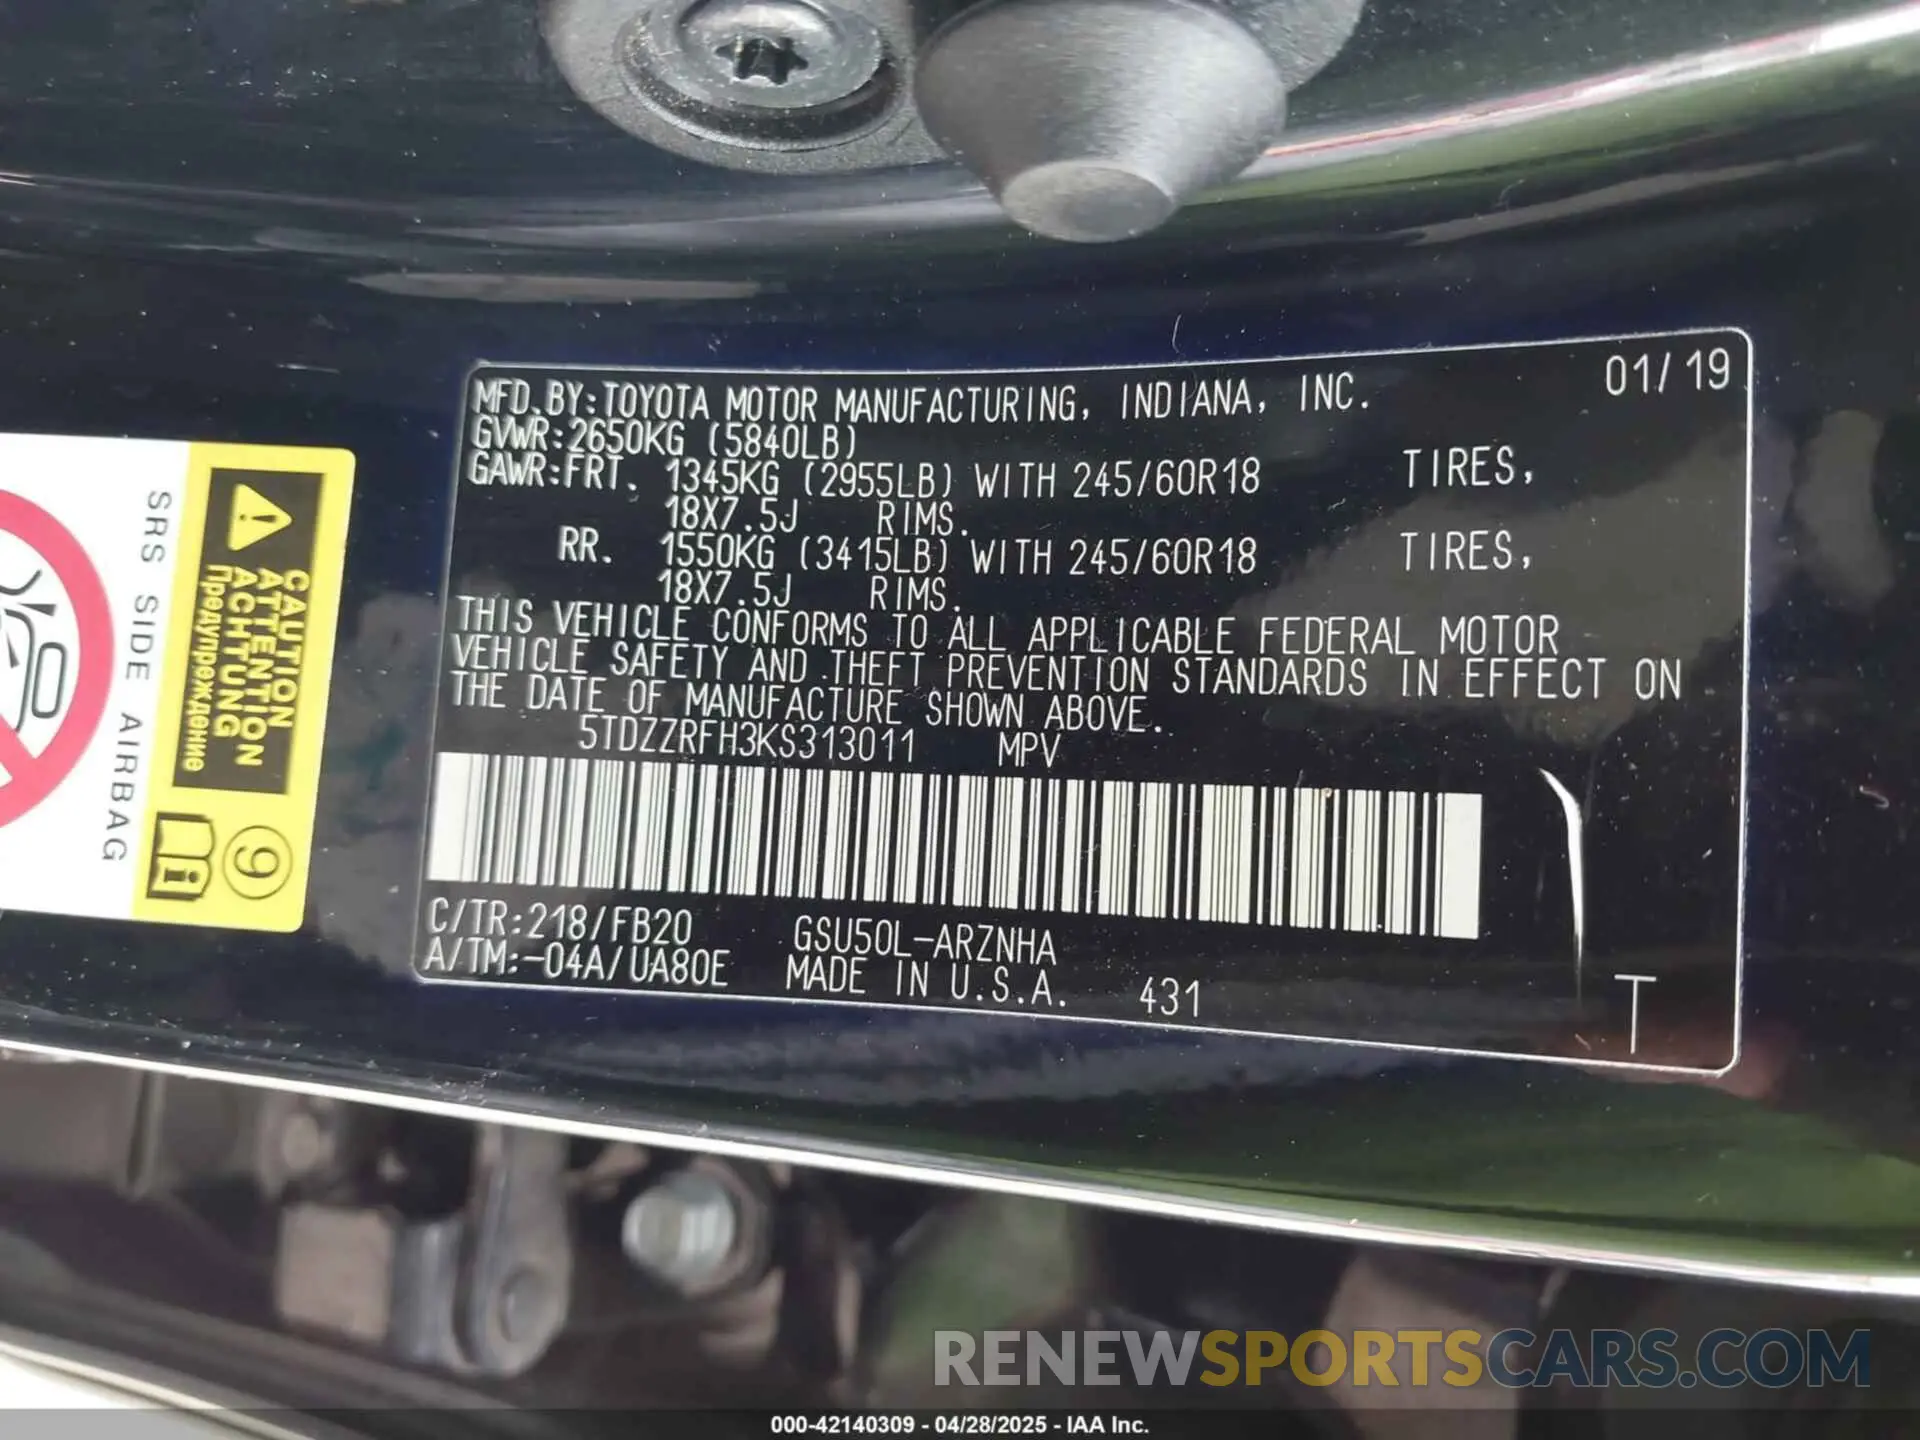 MFD.BY:TOYOTA MOTOR MANUFACTURING, INDIANA, INC. 01/19
GVWR:2650KG (5840LB)
GAWR:FRT. 1345KG (2955LB) WITH 245/60R18 TIRES,
18X7.5J RIMS.
RR. 1550KG (3415LB) WITH 245/60R18 TIRES,
18X7.5J RIMS.
THIS VEHICLE CONFORMS TO ALL APPLICABLE FEDERAL MOTOR
VEHICLE SAFETY AND THEFT PREVENTION STANDARDS IN EFFECT ON
THE DATE OF MANUFACTURE SHOWN ABOVE.
5TDZZRFH3KS313011 MPV
C/TR:218/FB20 GSU50L-ARZNHA
A/TM:-04A/UA80E MADE IN U.S.A. 431
T
CAUTION
ATTENTION
ACHTUNG
Предупреждение
SRS SIDE AIRBAG
9
i
RENEWSPORTSCARS.COM
000-42140309 - 04/28/2025 - IAA Inc.